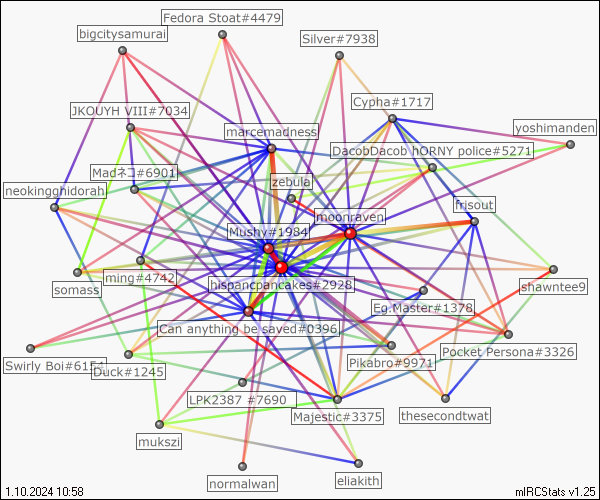 Fedora Stoat#4479
bigcitysamurai
Silver#7938
JKOUYH VIII#7034
Cypha#1717
yoshimanden
marcemadness
DacobDacob hORNY police#5271
Madネコ#6901
zebula
neokingghidorah
moonraven
frisout
Mushy#1984
ming#4742
hispancpancakes#2928
somass
shawntee9
Eg.Master#1378
Can anything be saved#0396
Pocket Persona#3326
Swirly Boi#6154
Duck#1245
Pikabro#9971
LPK2387 #7690
Majestic#3375
thesecondtwat
mukszi
normalwan
eliakith
1.10.2024 10:58
mIRCStats v1.25